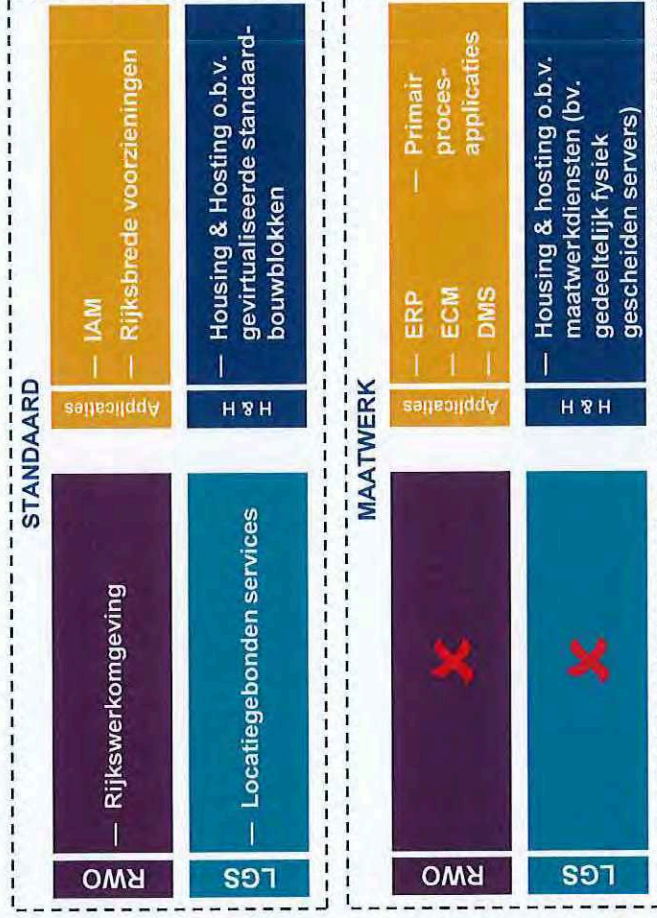 STANDAARD
RWO
— Rijkswerkomgeving
Applicaties
— IAM
— Rijksbrede voorzieningen
LGS
— Locatiegebonden services
H & H
— Housing & Hosting o.b.v.
gevirtualiseerde standaard-
bouwblokken
MAATWERK
RWO
Applicaties
— ERP
— ECM
— DMS
— Primair
proces-
applicaties
LGS
H & H
— Housing & hosting o.b.v.
maatwerkdiensten (bv.
gedeeltelijk fysiek
gescheiden servers)